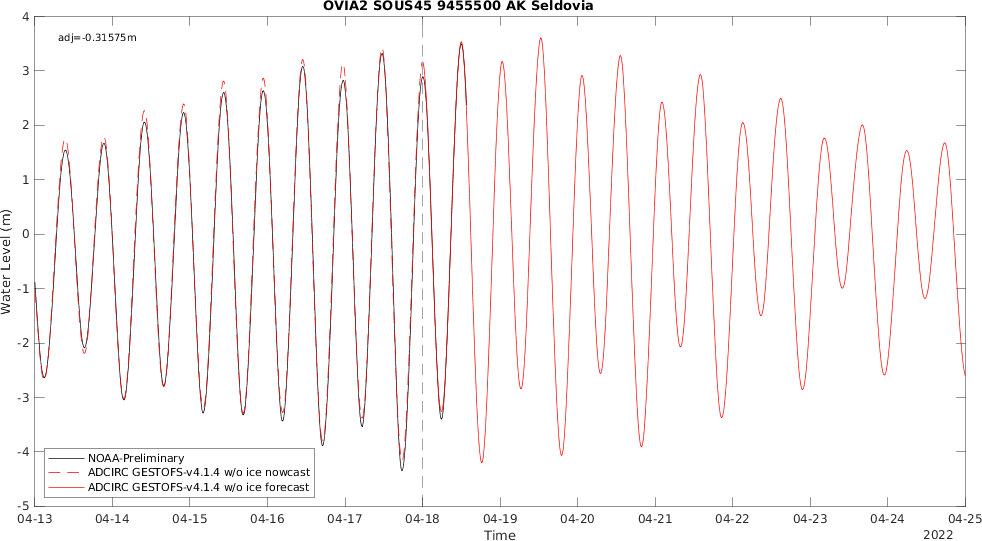 OVIA2 SOUS45 9455500 AK Seldovia
adj=-0.31575m
4
3
2
1
0
-1
-2
-3
-4
-5
Water Level (m)
NOAA-Preliminary
ADCIRC GESTOFS-v4.1.4 w/o ice nowcast
ADCIRC GESTOFS-v4.1.4 w/o ice forecast
04-13 04-14 04-15 04-16 04-17 04-18 04-19 04-20 04-21 04-22 04-23 04-24 04-25
Time
2022